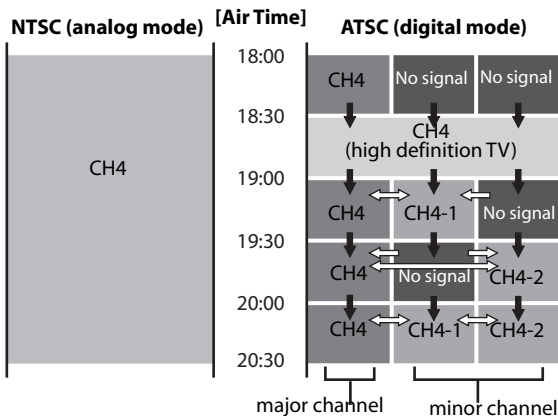 NTSC (analog mode) [Air Time] ATSC (digital mode)
18:00
CH4 No signal No signal
18:30
CH4
(high definition TV)
CH4
19:00
CH4 CH4-1 No signal
19:30
CH4 No signal CH4-2
20:00
CH4 CH4-1 CH4-2
20:30
major channel minor channel